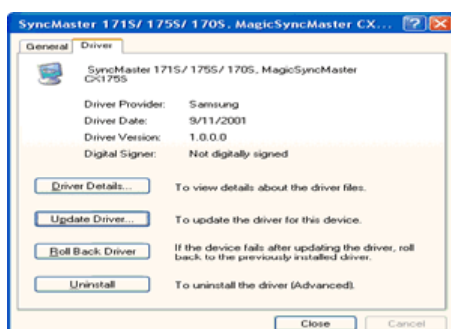 SyncMaster 171S/ 175S/ 170S, MagicSyncMaster CX...
General
Driver
SyncMaster 171S/ 175S/ 170S, MagicSyncMaster
CX175S
Driver Provider: Samsung
Driver Date: 9/11/2001
Driver Version: 1.0.0.0
Digital Signer: Not digitally signed
Driver Details... To view details about the driver files.
Update Driver... To update the driver for this device.
Roll Back Driver If the device fails after updating the driver, roll
back to the previously installed driver.
Uninstall To uninstall the driver (Advanced).
Close Cancel